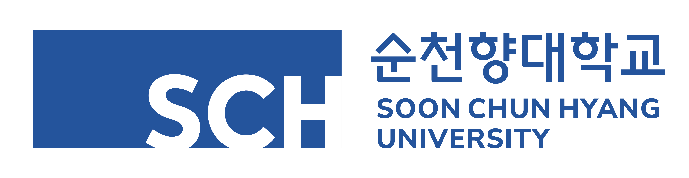 SCH
순천향대학교
SOON CHUN HYANG
UNIVERSITY